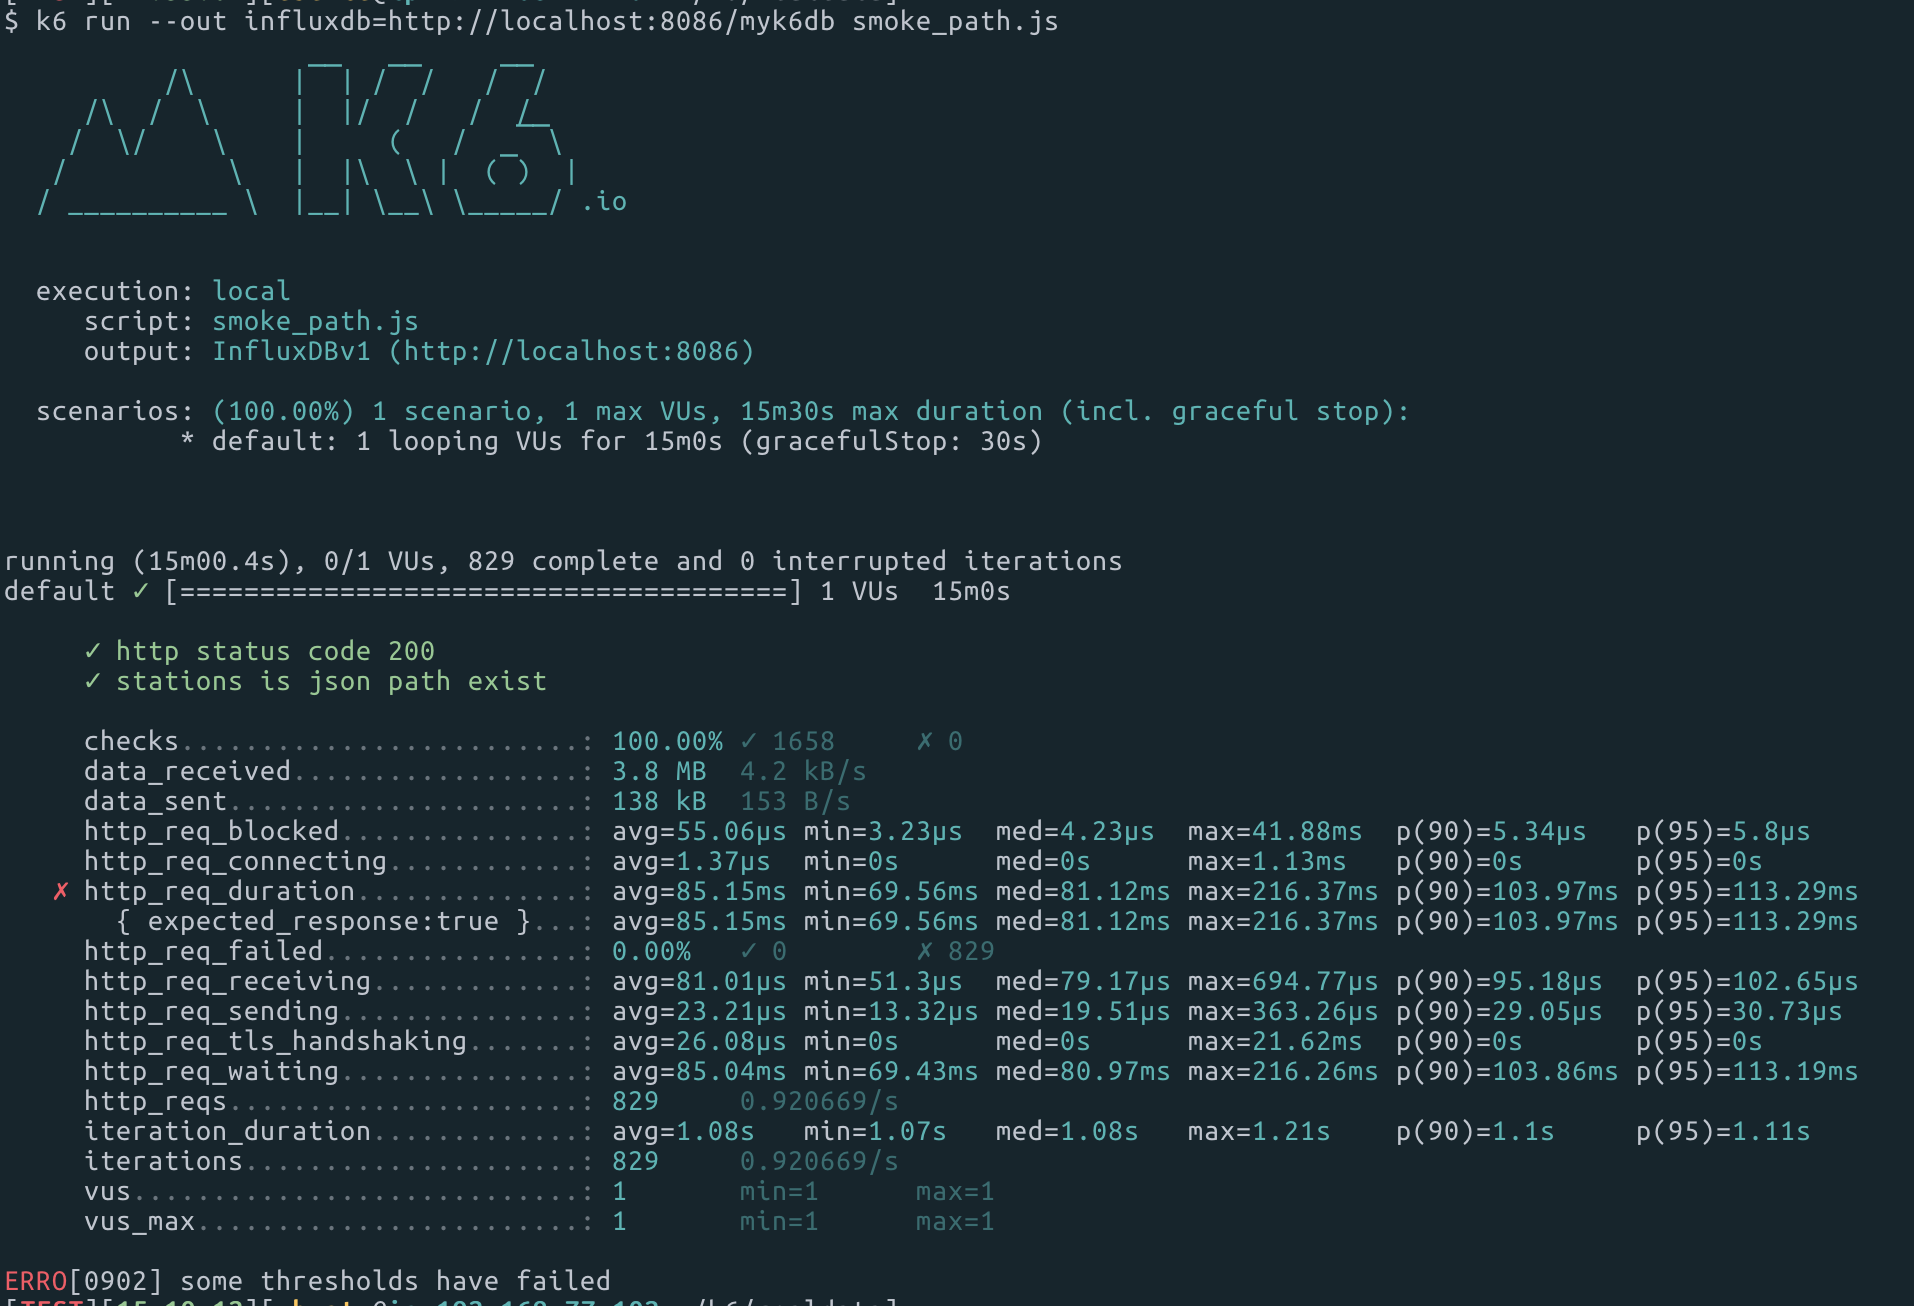 $ k6 run --out influxdb=http://localhost:8086/myk6db smoke_path.js
.io
execution: local
script: smoke_path.js
output: InfluxDBv1 (http://localhost:8086)
scenarios: (100.00%) 1 scenario, 1 max VUs, 15m30s max duration (incl. graceful stop):
* default: 1 looping VUs for 15m0s (gracefulStop: 30s)
running (15m00.4s), 0/1 VUs, 829 complete and 0 interrupted iterations
default ✓ [======================================] 1 VUs  15m0s
✓ http status code 200
✓ stations is json path exist
checks.........................: 100.00% ✓ 1658     ✗ 0
data_received..................: 3.8 MB  4.2 kB/s
data_sent......................: 138 kB  153 B/s
http_req_blocked...............: avg=55.06µs min=3.23µs  med=4.23µs  max=41.88ms  p(90)=5.34µs   p(95)=5.8µs
http_req_connecting............: avg=1.37µs  min=0s      med=0s      max=1.13ms   p(90)=0s       p(95)=0s
✗ http_req_duration..............: avg=85.15ms min=69.56ms med=81.12ms max=216.37ms p(90)=103.97ms p(95)=113.29ms
{ expected_response:true }...: avg=85.15ms min=69.56ms med=81.12ms max=216.37ms p(90)=103.97ms p(95)=113.29ms
http_req_failed................: 0.00%   ✓ 0        ✗ 829
http_req_receiving.............: avg=81.01µs min=51.3µs  med=79.17µs max=694.77µs p(90)=95.18µs  p(95)=102.65µs
http_req_sending...............: avg=23.21µs min=13.32µs med=19.51µs max=363.26µs p(90)=29.05µs  p(95)=30.73µs
http_req_tls_handshaking.......: avg=26.08µs min=0s      med=0s      max=21.62ms  p(90)=0s       p(95)=0s
http_req_waiting...............: avg=85.04ms min=69.43ms med=80.97ms max=216.26ms p(90)=103.86ms p(95)=113.19ms
http_reqs......................: 829     0.920669/s
iteration_duration.............: avg=1.08s   min=1.07s   med=1.08s   max=1.21s    p(90)=1.1s     p(95)=1.11s
iterations.....................: 829     0.920669/s
vus............................: 1       min=1      max=1
vus_max........................: 1       min=1      max=1
ERRO[0902] some thresholds have failed